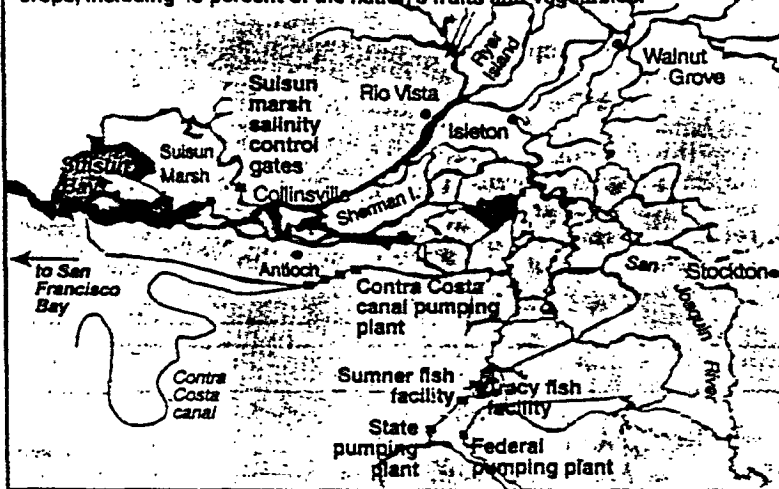 crops, including 45 percent of the nation's fruits and vegetables.
Ryer
Island
Walnut
Grove
Suisun
marsh
salinity
control
gates
Rio Vista
Isleton
Suisun
Bay
Suisun
Marsh
Collinsville
Sherman I.
to San
Francisco
Bay
Antioch
Contra Costa
canal pumping
plant
San
Joaquin
River
Stockton
Contra
Costa
canal
Sumner fish
facility
Tracy fish
facility
State
pumping
plant
Federal
pumping plant